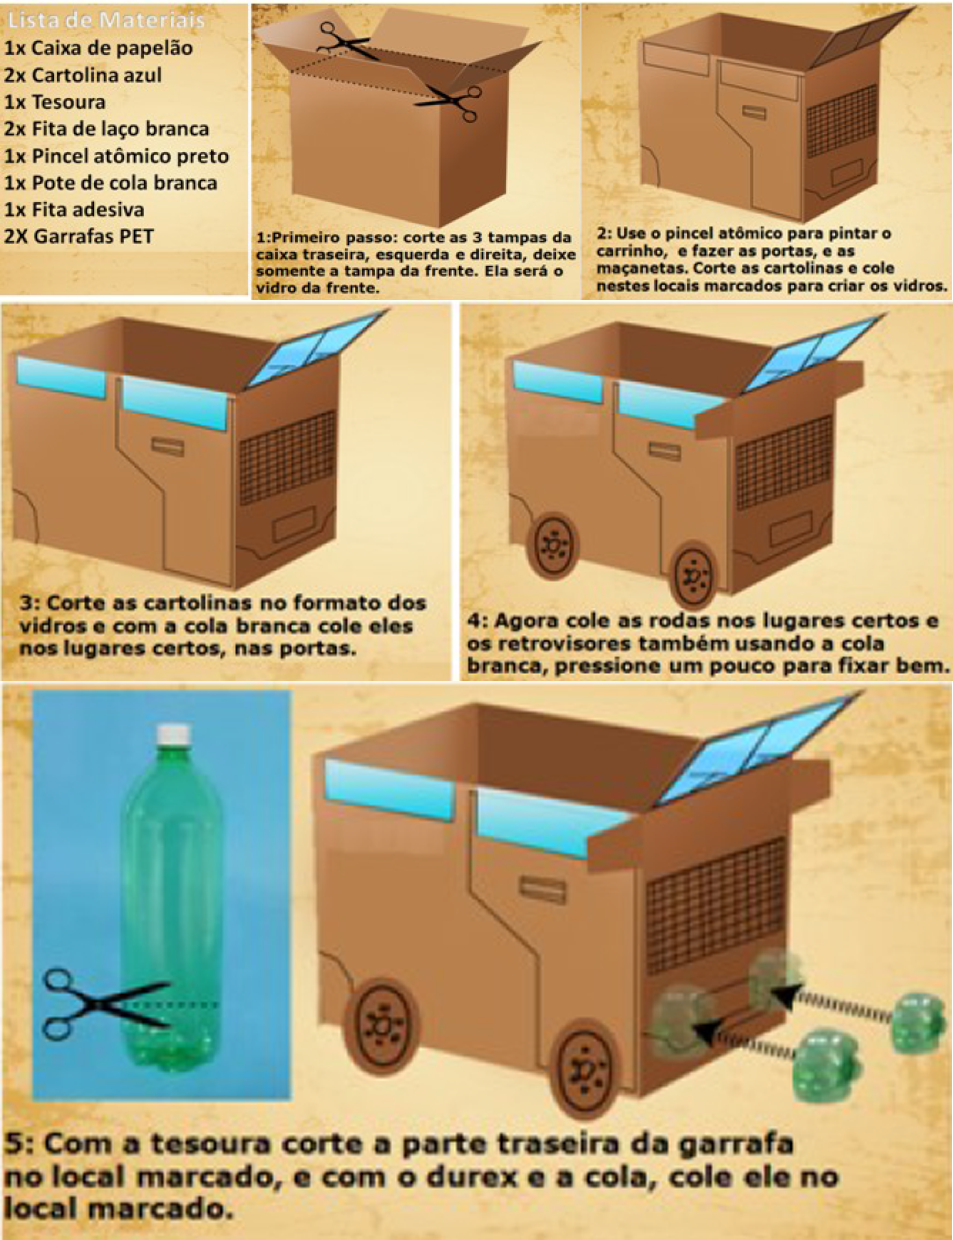 Lista de Materiais
1x Caixa de papelão
2x Cartolina azul
1x Tesoura
2x Fita de laço branca
1x Pincel atômico preto
1x Pote de cola branca
1x Fita adesiva
2X Garrafas PET
1:Primeiro passo: corte as 3 tampas da
caixa traseira, esquerda e direita, deixe
somente a tampa da frente. Ela será o
vidro da frente.
2: Use o pincel atômico para pintar o
carrinho, e fazer as portas, e as
maçanetas. Corte as cartolinas e cole
nestes locais marcados para criar os vidros.
3: Corte as cartolinas no formato dos
vidros e com a cola branca cole eles
nos lugares certos, nas portas.
4: Agora cole as rodas nos lugares certos e
os retrovisores também usando a cola
branca, pressione um pouco para fixar bem.
5: Com a tesoura corte a parte traseira da garrafa
no local marcado, e com o durex e a cola, cole ele no
local marcado.